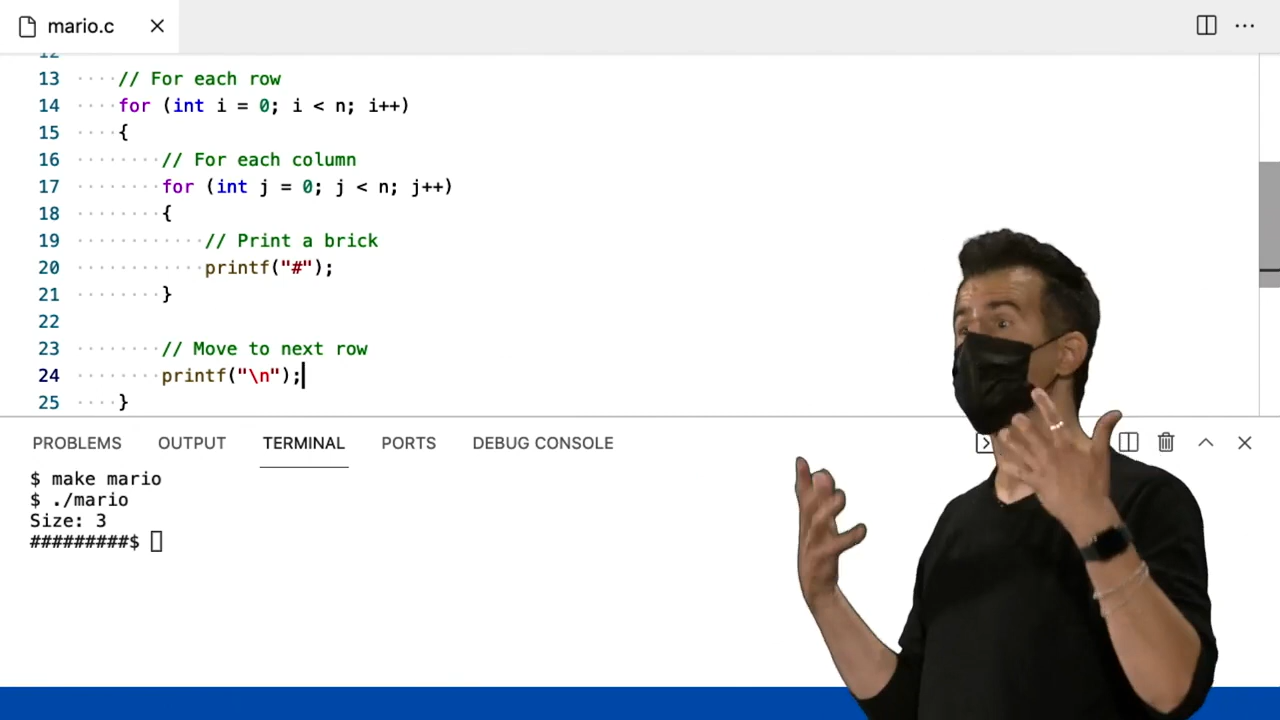 mario.c
13 // For each row
14 for (int i = 0; i < n; i++)
15 {
16 // For each column
17 for (int j = 0; j < n; j++)
18 {
19 // Print a brick
20 printf("#");
21 }
22
23 // Move to next row
24 printf("\n");
25 }
PROBLEMS OUTPUT TERMINAL PORTS DEBUG CONSOLE
$ make mario
$ ./mario
Size: 3
#########$